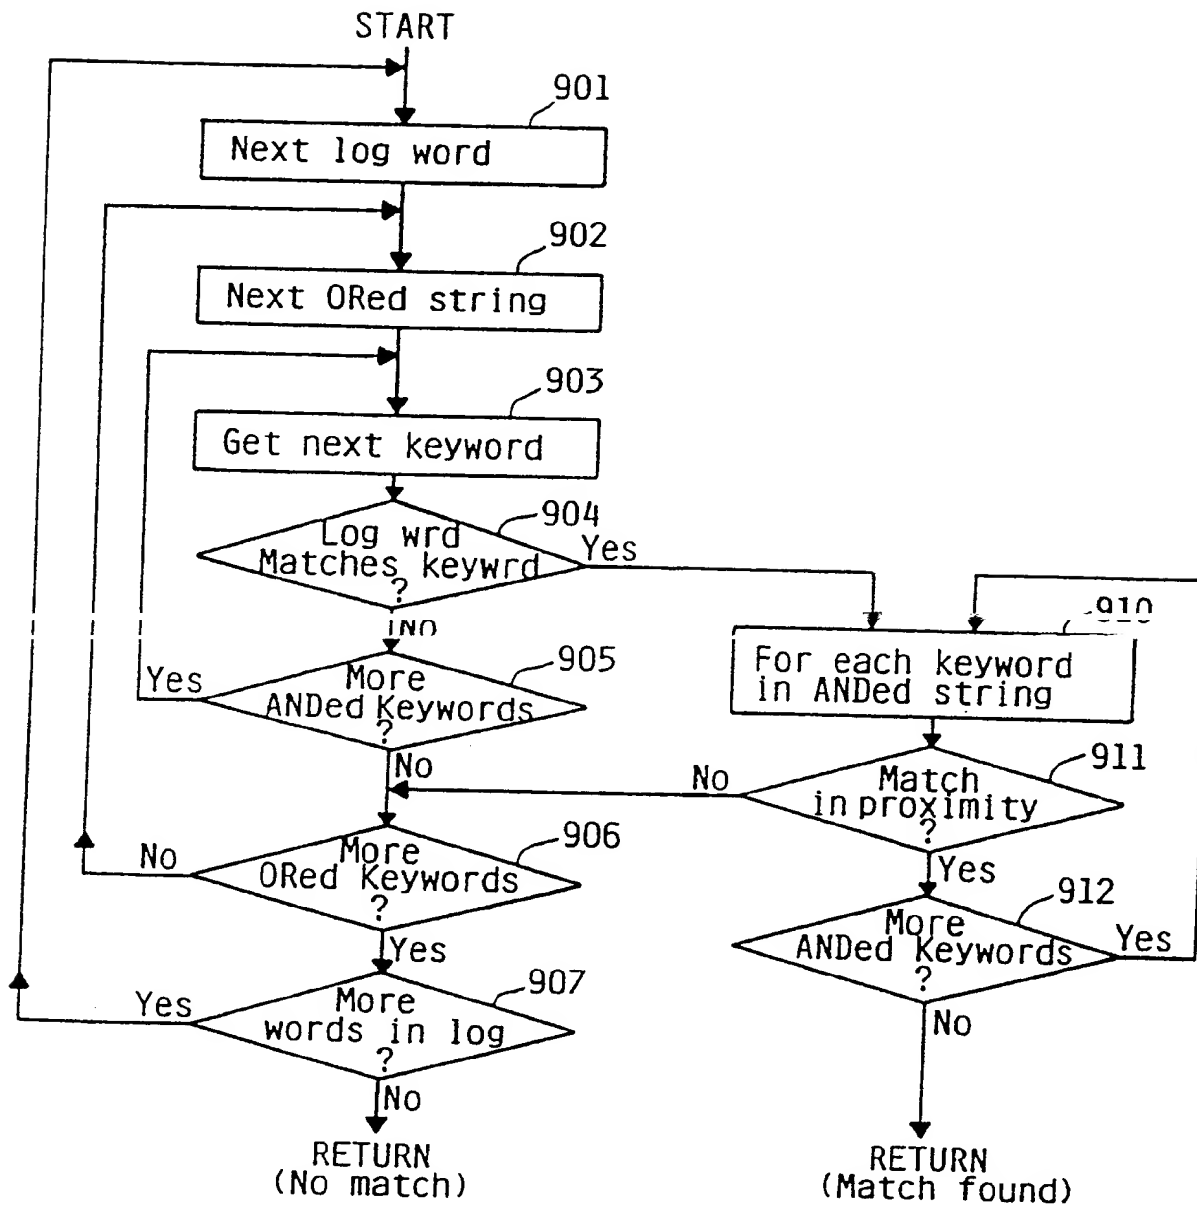 START
901
Next log word
902
Next ORed string
903
Get next keyword
904
Log wrd
Matches keywrd
?
Yes
No
910
For each keyword
in ANDed string
905
More
ANDed Keywords
?
Yes
No
911
Match
in proximity
?
No
Yes
906
More
ORed Keywords
?
No
Yes
912
More
ANDed Keywords
?
Yes
No
907
More
words in log
?
Yes
No
RETURN
(No match)
RETURN
(Match found)